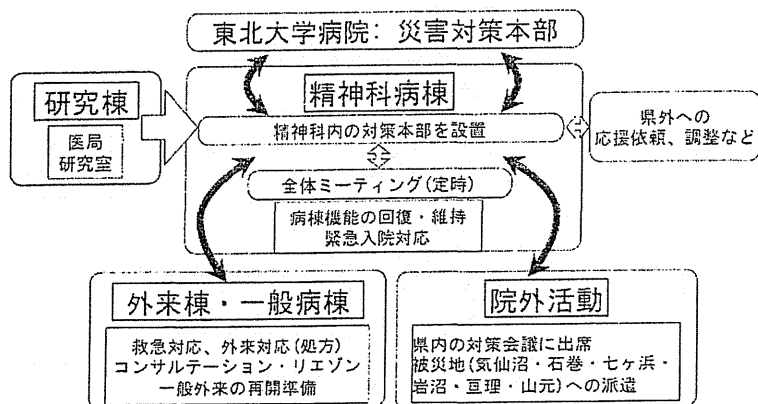 東北大学病院: 災害対策本部
研究棟
医局
研究室
精神科病棟
精神科内の対策本部を設置
県外への
応援依頼、調整など
全体ミーティング(定時)
病棟機能の回復・維持
緊急入院対応
外来棟・一般病棟
救急対応、外来対応(処方)
コンサルテーション・リエゾン
一般外来の再開準備
院外活動
県内の対策会議に出席
被災地(気仙沼・石巻・七ヶ浜・
岩沼・亘理・山元)への派遣